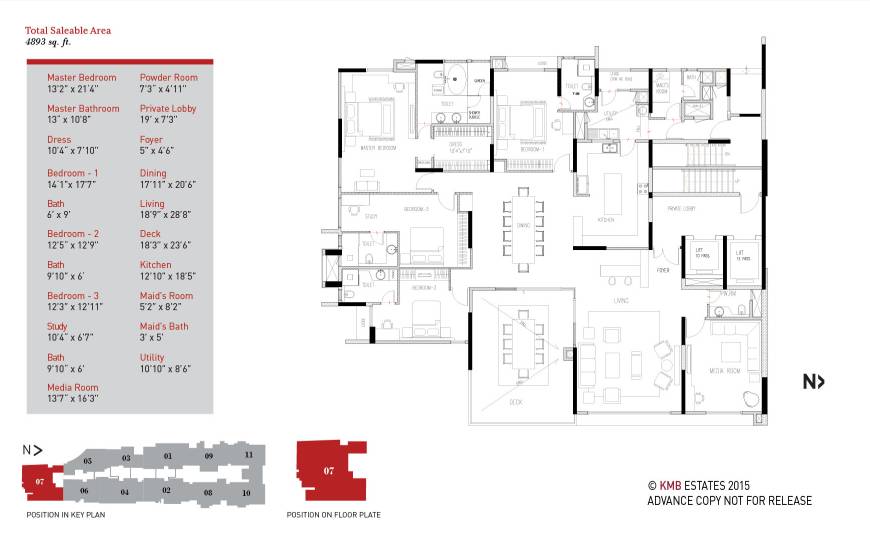 Total Saleable Area
4893 sq. ft.
Master Bedroom
13'2" x 21'4"
Master Bathroom
13" x 10'8"
Dress
10'4" x 7'10"
Bedroom - 1
14'1"x 17'7"
Bath
6' x 9'
Bedroom - 2
12'5" x 12'9"
Bath
9'10" x 6'
Bedroom - 3
12'3" x 12'11"
Study
10'4" x 6'7"
Bath
9'10" x 6'
Media Room
13'7" x 16'3"
Powder Room
7'3" x 4'11"
Private Lobby
19' x 7'3"
Foyer
5" x 4'6"
Dining
17'11" x 20'6"
Living
18'9" x 28'8"
Deck
18'3" x 23'6"
Kitchen
12'10" x 18'5"
Maid's Room
5'2" x 8'2"
Maid's Bath
3' x 5'
Utility
10'10" x 8'6"
MASTER BEDROOM
TOILET
DRESS
BEDROOM-1
TOILET
UTILITY
BATH
KITCHEN
PRIVATE LOBBY
LIFT
LIFT
FOYER
STUDY
BEDROOM-3
TOILET
DINING
TOILET
LIVING
DECK
MEDIA ROOM
N>
N>
05
03
01
09
11
07
06
04
02
08
10
POSITION IN KEY PLAN
07
POSITION ON FLOOR PLATE
© KMB ESTATES 2015
ADVANCE COPY NOT FOR RELEASE